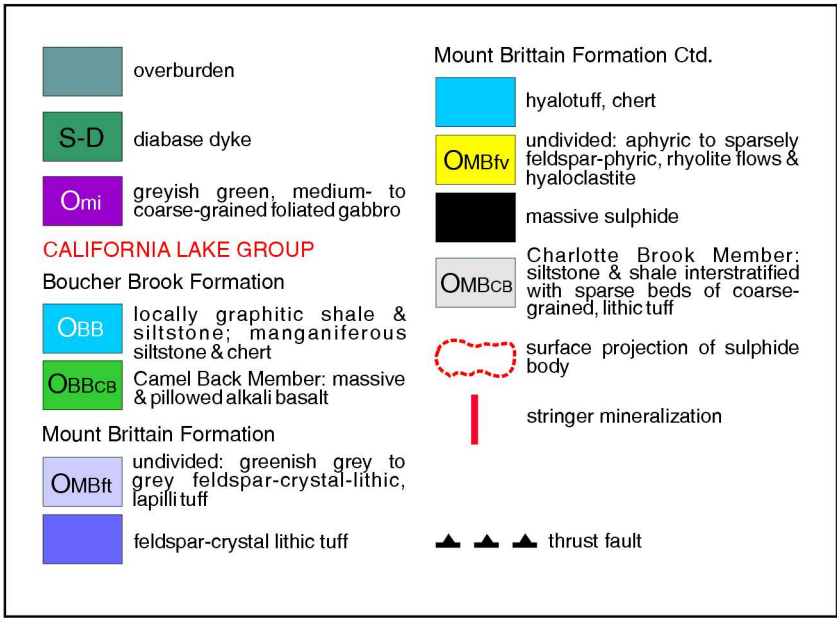 overburden
S-D
diabase dyke
Omi
greyish green, medium- to
coarse-grained foliated gabbro
CALIFORNIA LAKE GROUP
Boucher Brook Formation
OBB
locally graphitic shale &
siltstone; manganiferous
siltstone & chert
OBBCB
Camel Back Member: massive
& pillowed alkali basalt
Mount Brittain Formation
OMBft
undivided: greenish grey to
grey feldspar-crystal-lithic,
lapilli tuff
feldspar-crystal lithic tuff
Mount Brittain Formation Ctd.
hyalotuff, chert
OMBfv
undivided: aphyric to sparsely
feldspar-phyric, rhyolite flows &
hyaloclastite
massive sulphide
OMBCB
Charlotte Brook Member:
siltstone & shale interstratified
with sparse beds of coarse-
grained, lithic tuff
surface projection of sulphide
body
stringer mineralization
thrust fault